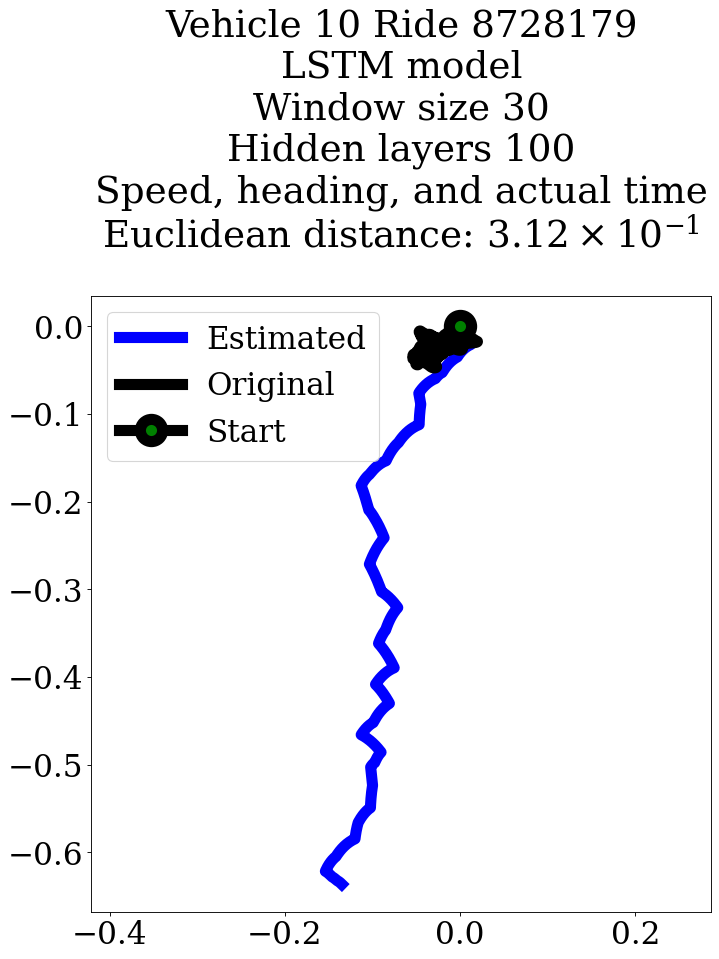 Vehicle 10 Ride 8728179
LSTM model
Window size 30
Hidden layers 100
Speed, heading, and actual time
Euclidean distance: 3.12 × 10⁻¹
Estimated
Original
Start
0.0
−0.1
−0.2
−0.3
−0.4
−0.5
−0.6
−0.4 −0.2 0.0 0.2